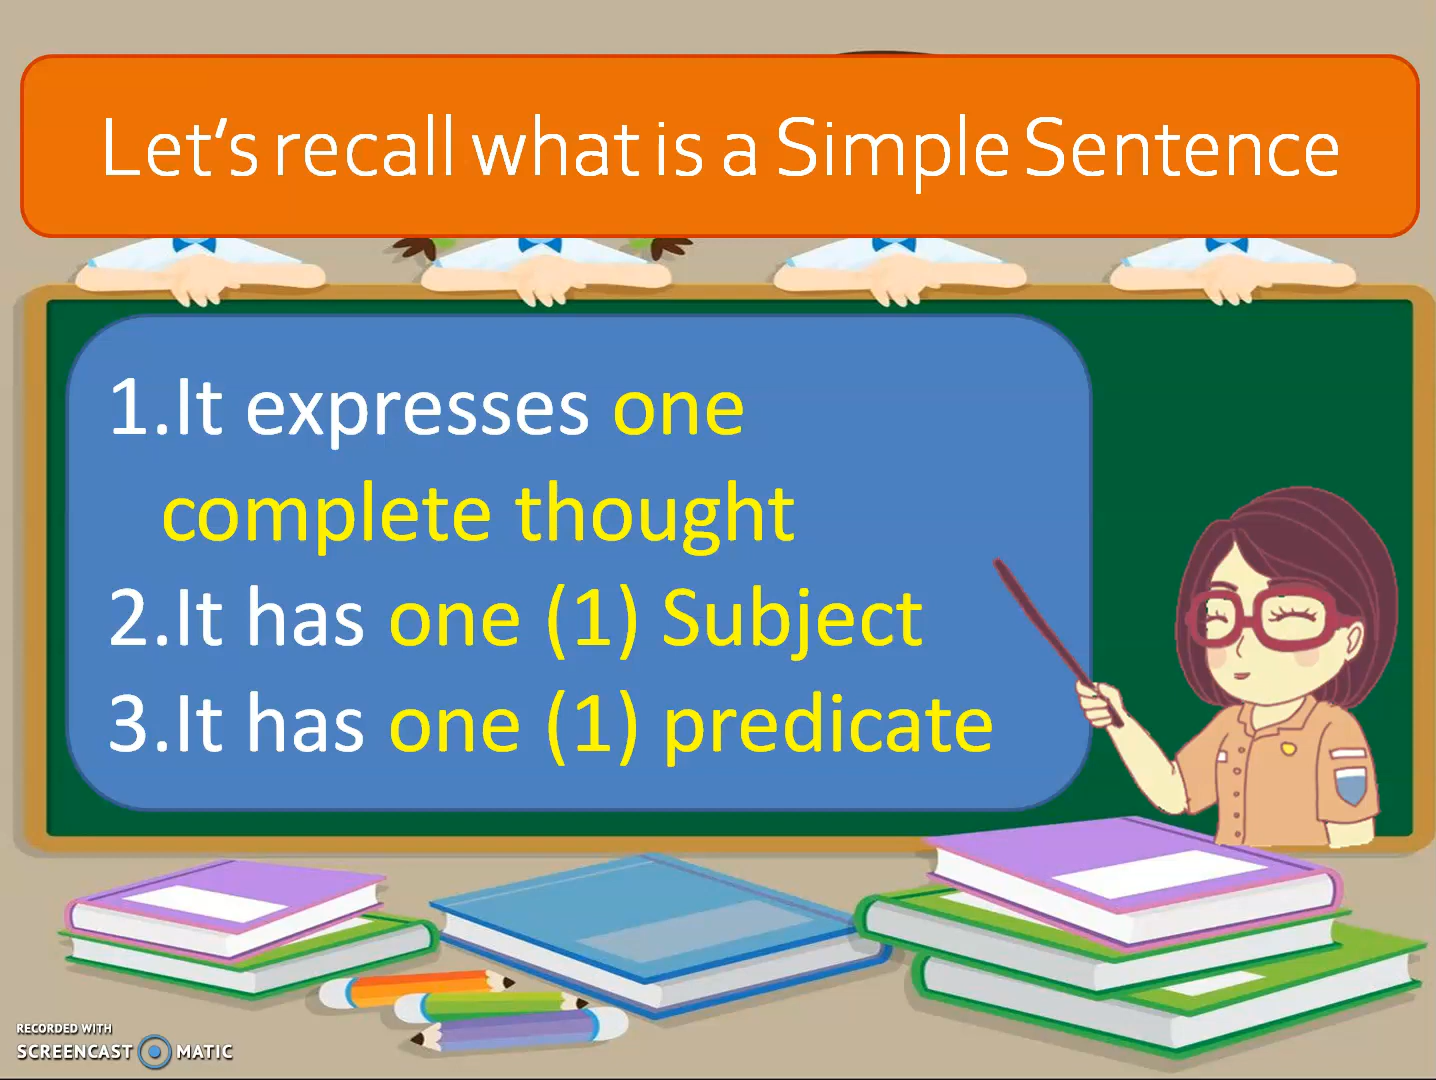 Let's recall what is a Simple Sentence
1.It expresses one
complete thought
2.It has one (1) Subject
3.It has one (1) predicate
RECORDED WITH
SCREENCAST MATIC